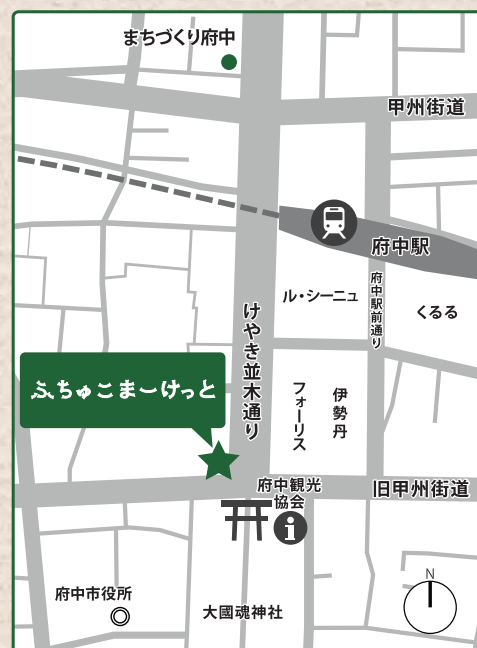 まちづくり府中
甲州街道
府中駅
府中駅前通り
ル・シーニュ
くるる
けやき並木通り
ふちゅこまーけっと
フォーリス
伊勢丹
府中観光
協会
旧甲州街道
府中市役所
大國魂神社
N